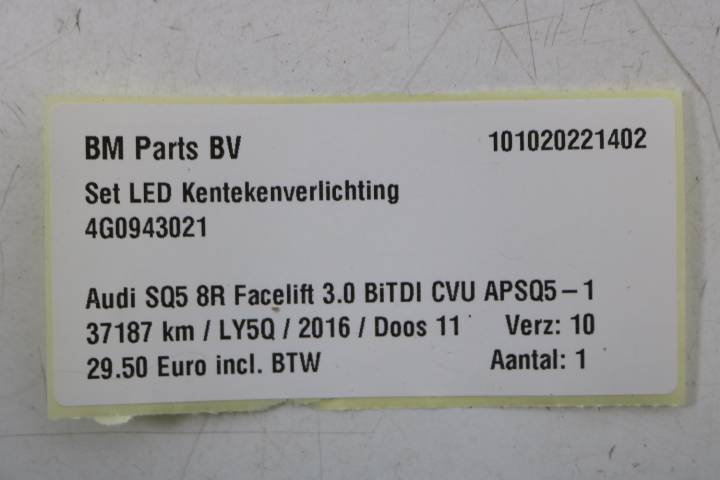 BM Parts BV 101020221402
Set LED Kentekenverlichting
4G0943021
Audi SQ5 8R Facelift 3.0 BiTDI CVU APSQ5-1
37187 km / LY5Q / 2016 / Doos 11 Verz: 10
29.50 Euro incl. BTW Aantal: 1